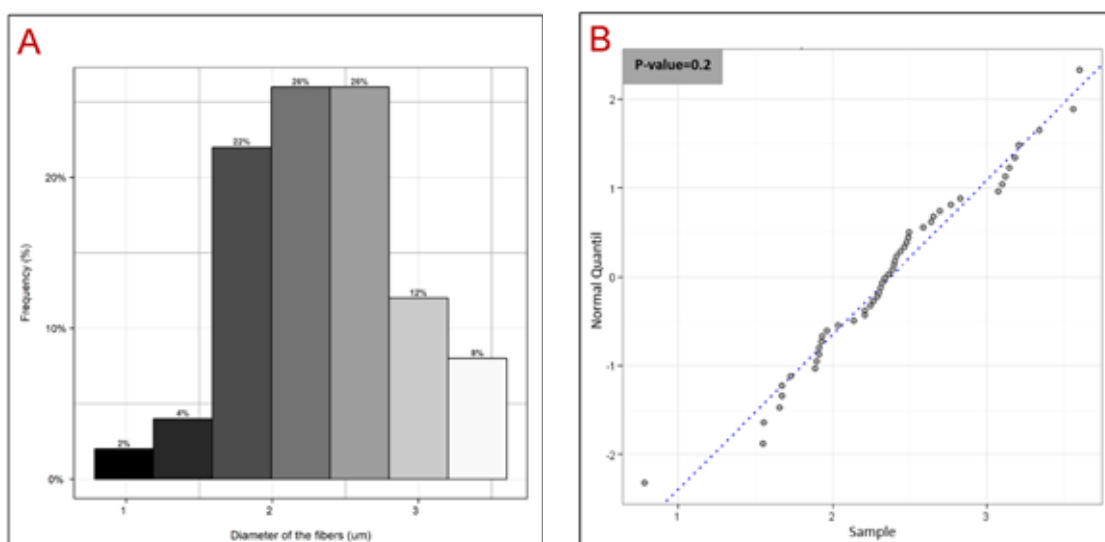 A
26% 26%
22%
20%
12%
10%
8%
4%
2%
0%
1 2 3
Frequency (%)
Diameter of the fibers (um)
B
P-value=0.2
2
1
0
-1
-2
1 2 3
Normal Quantil
Sample